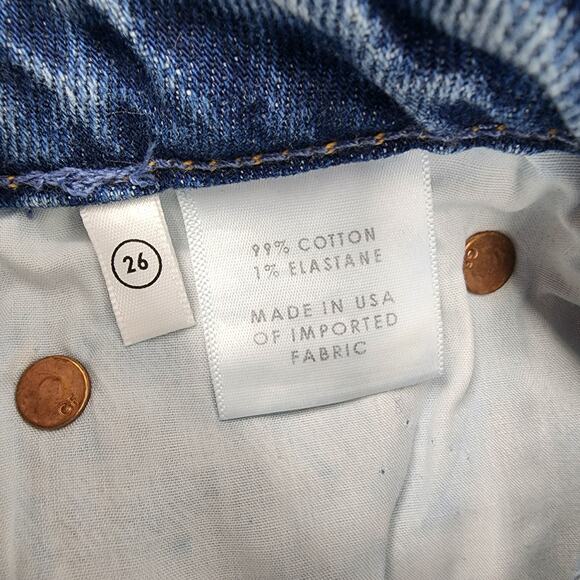 26
99% COTTON
1% ELASTANE
MADE IN USA
OF IMPORTED
FABRIC